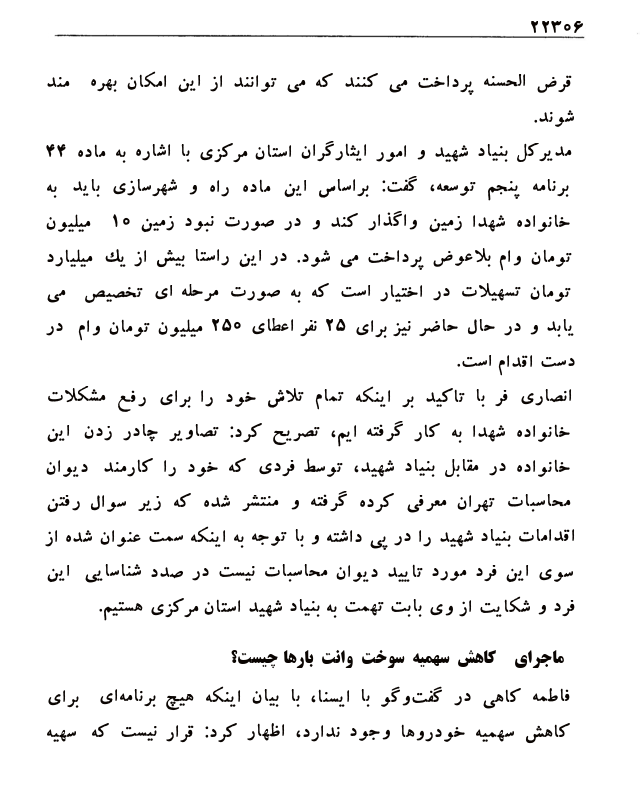 ۲۲۳۰۶
قرض الحسنه پرداخت می کنند که می توانند از این امکان بهره مند
شوند.
مدیرکل بنیاد شهید و امور ایثارگران استان مرکزی با اشاره به ماده ۴۴
برنامه پنجم توسعه، گفت: براساس این ماده راه و شهرسازی باید به
خانواده شهدا زمین واگذار کند و در صورت نبود زمین ۱۰ میلیون
تومان وام بلاعوض پرداخت می شود. در این راستا بیش از یك میلیارد
تومان تسهیلات در اختیار است که به صورت مرحله ای تخصیص می
یابد و در حال حاضر نیز برای ۲۵ نفر اعطای ۲۵۰ میلیون تومان وام در
دست اقدام است.
انصاری فر با تاکید بر اینکه تمام تلاش خود را برای رفع مشکلات
خانواده شهدا به کار گرفته ایم، تصریح کرد: تصاویر چادر زدن این
خانواده در مقابل بنیاد شهید، توسط فردی که خود را کارمند دیوان
محاسبات تهران معرفی کرده گرفته و منتشر شده که زیر سوال رفتن
اقدامات بنیاد شهید را در پی داشته و با توجه به اینکه سمت عنوان شده از
سوی این فرد مورد تایید دیوان محاسبات نیست در صدد شناسایی این
فرد و شکایت از وی بابت تهمت به بنیاد شهید استان مرکزی هستیم.
ماجرای کاهش سهمیه سوخت وانت بارها چیست؟
فاطمه کاهی در گفت‌وگو با ایسنا، با بیان اینکه هیچ برنامه‌ای برای
کاهش سهمیه خودروها وجود ندارد، اظهار کرد: قرار نیست که سهیه